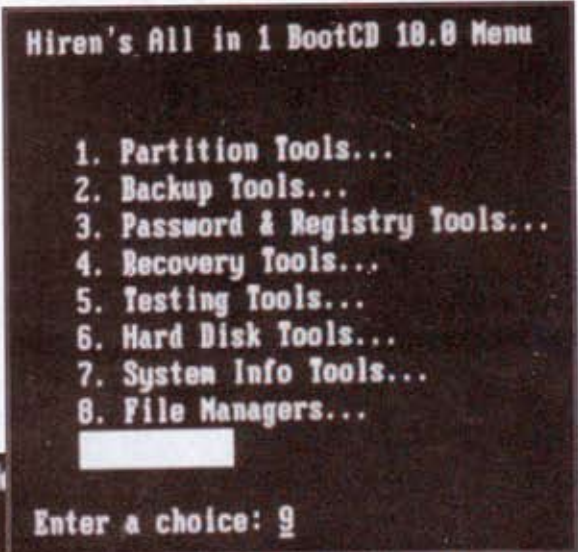 Hiren's All in 1 BootCD 10.0 Menu
1. Partition Tools...
2. Backup Tools...
3. Password & Registry Tools...
4. Recovery Tools...
5. Testing Tools...
6. Hard Disk Tools...
7. System Info Tools...
8. File Managers...
Enter a choice: 9